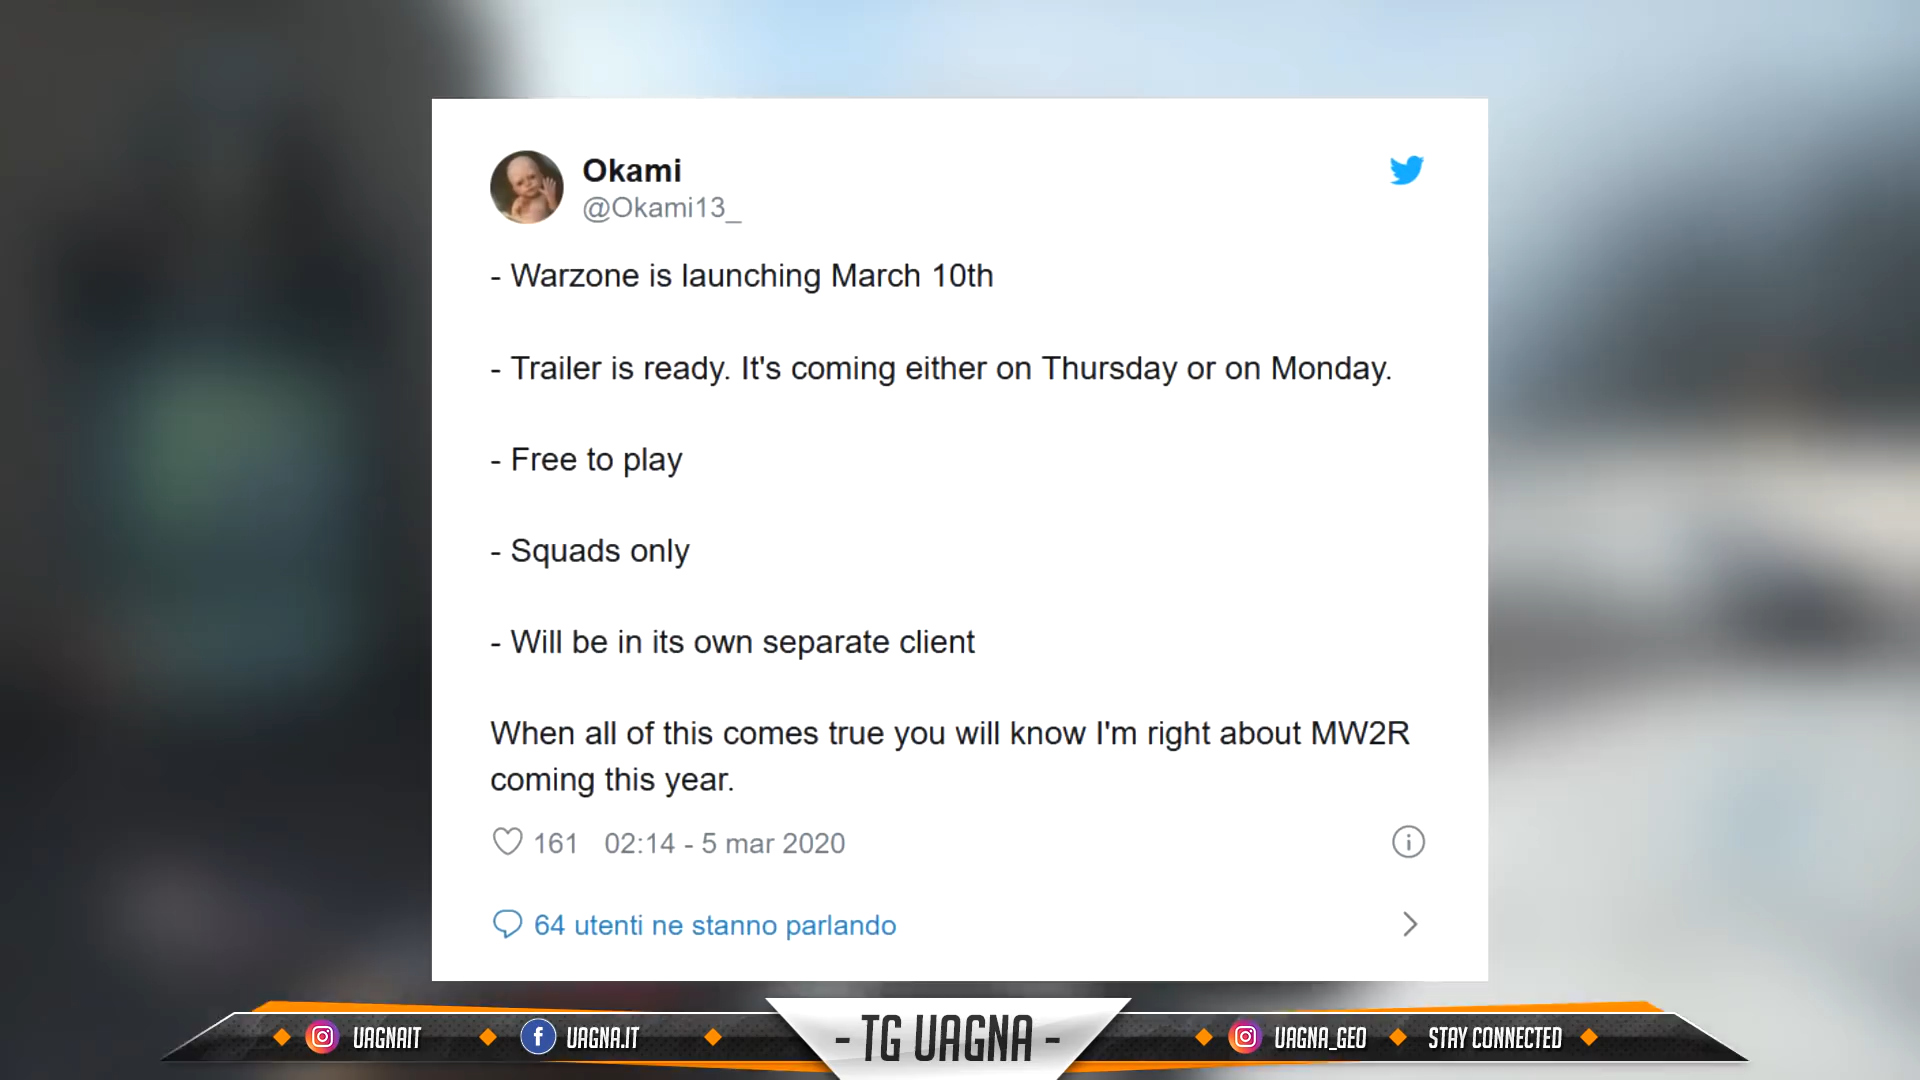 Okami
@Okami13_
- Warzone is launching March 10th
- Trailer is ready. It's coming either on Thursday or on Monday.
- Free to play
- Squads only
- Will be in its own separate client
When all of this comes true you will know I'm right about MW2R
coming this year.
161 02:14 - 5 mar 2020
64 utenti ne stanno parlando
UAGNAIT UAGNA.IT - TG UAGNA - UAGNA_GEO STAY CONNECTED